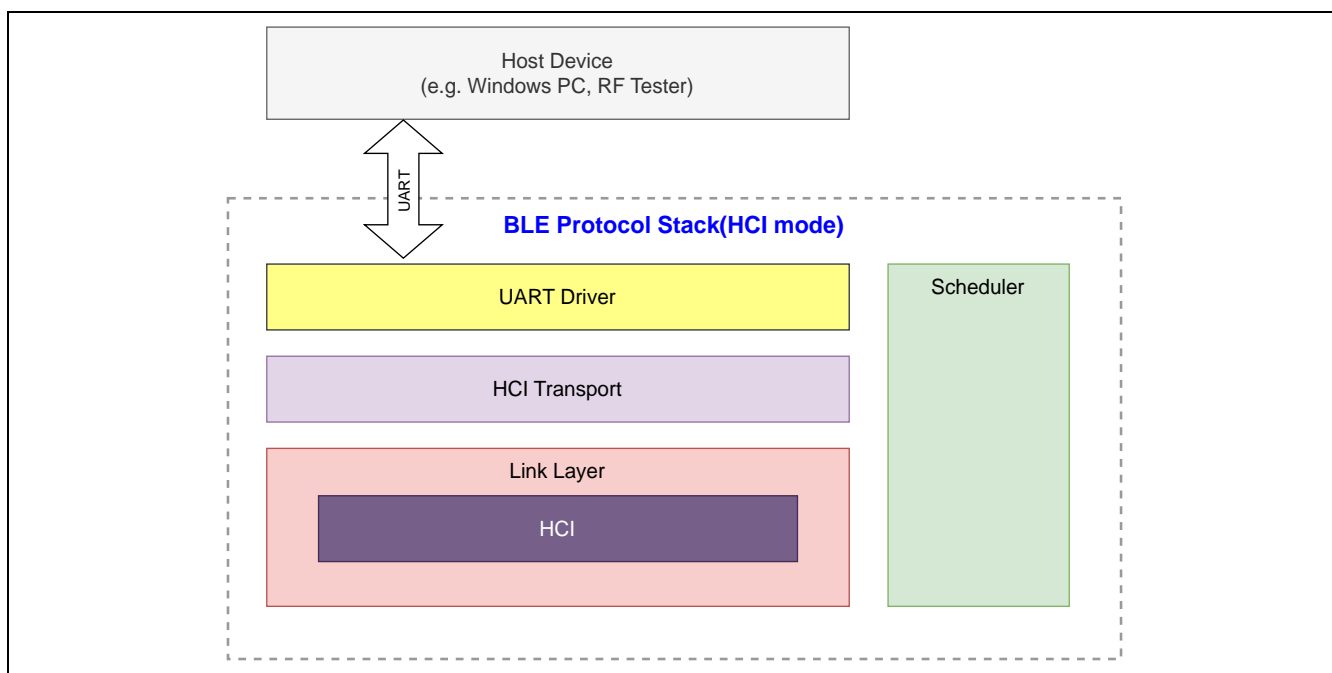 Host Device
(e.g. Windows PC, RF Tester)
UART
BLE Protocol Stack(HCI mode)
UART Driver
Scheduler
HCI Transport
Link Layer
HCI